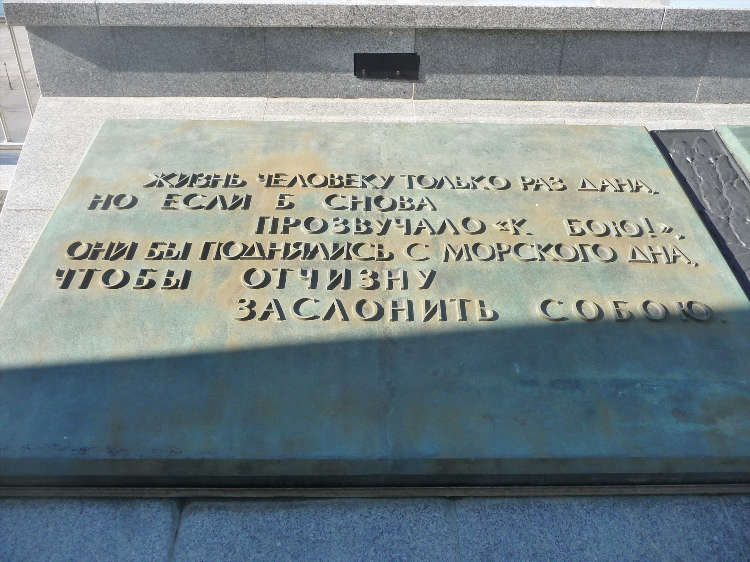 ЖИЗНЬ ЧЕЛОВЕКУ ТОЛЬКО РАЗ ДАНА,
НО ЕСЛИ Б СНОВА
ПРОЗВУЧАЛО «К БОЮ!»,
ОНИ БЫ ПОДНЯЛИСЬ С МОРСКОГО ДНА,
ЧТОБЫ ОТЧИЗНУ
ЗАСЛОНИТЬ СОБОЮ.